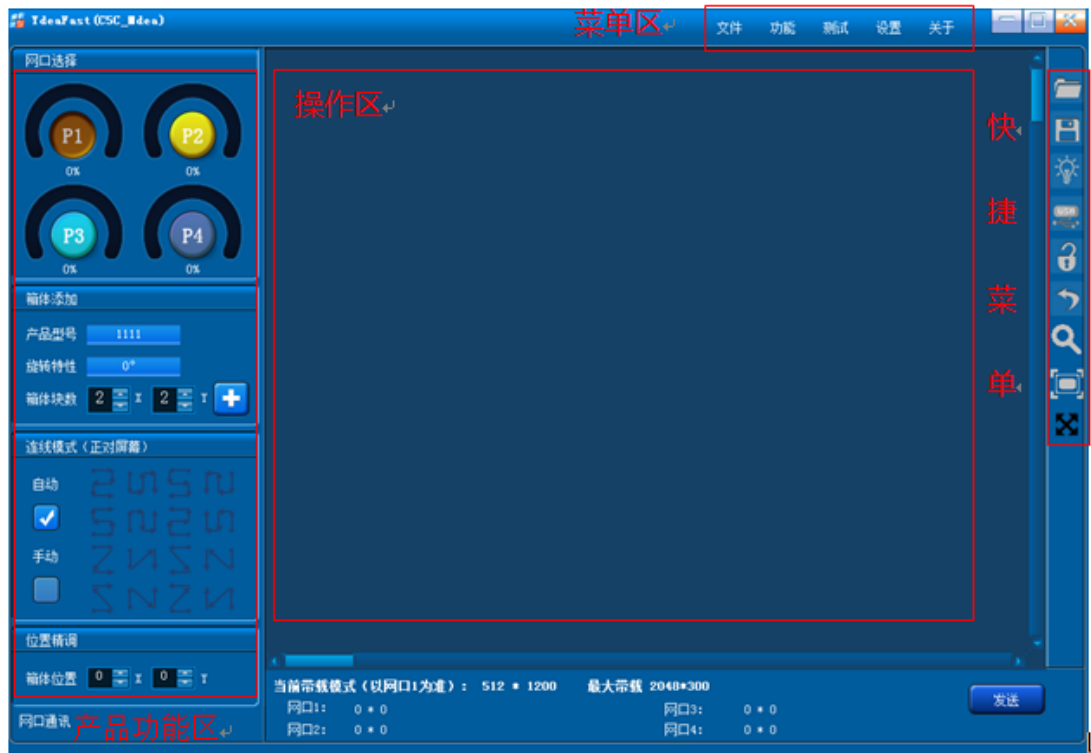 IdeaFast(CSC_Mdea)
菜单区
文件 功能 测试 设置 关于
网口选择
P1 P2
0% 0%
P3 P4
0% 0%
箱体添加
产品型号 1111
旋转特性 0°
箱体块数 2 X 2 Y
连线模式（正对屏幕）
自动
手动
位置精调
箱体位置 0 X 0 Y
网口通讯
产品功能区
操作区
快
捷
菜
单
当前带载模式（以网口1为准）: 512 * 1200 最大带载 2048*300
网口1: 0 * 0 网口3: 0 * 0
网口2: 0 * 0 网口4: 0 * 0
发送